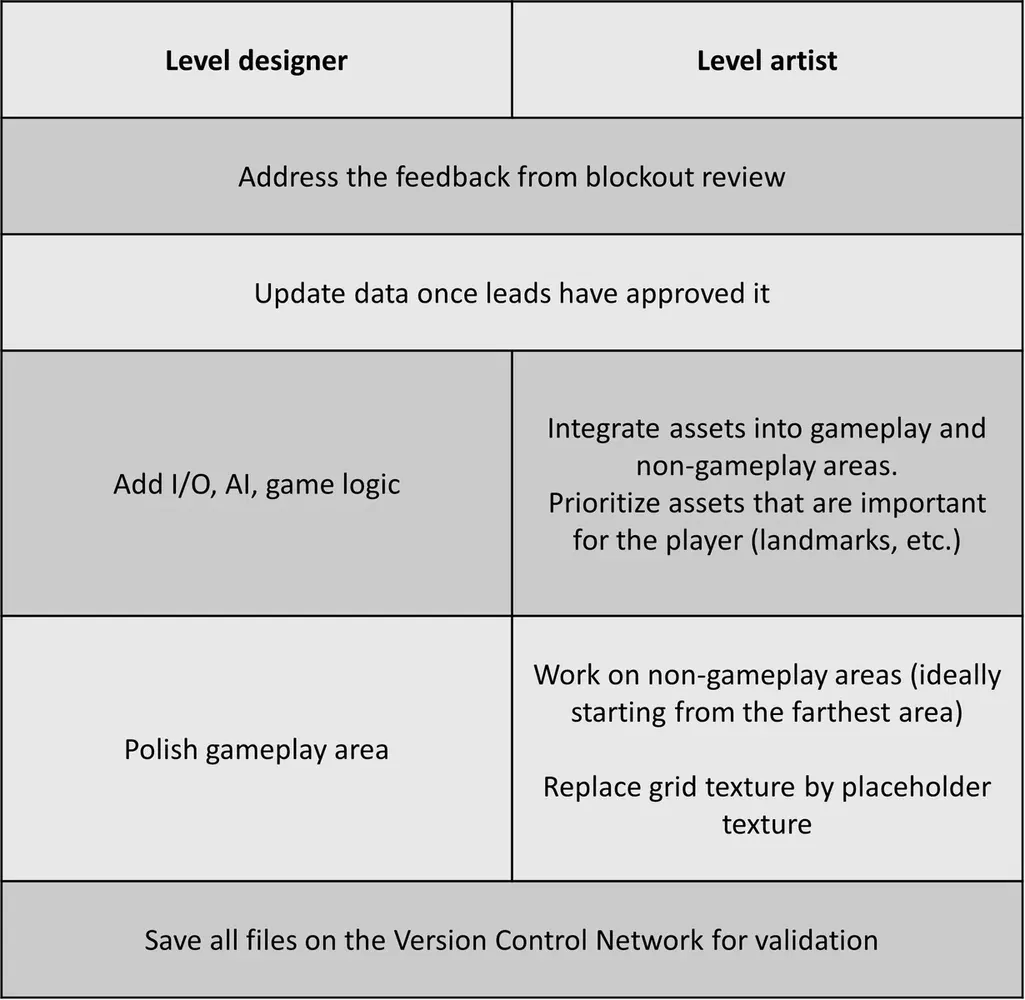 Level designer
Level artist
Address the feedback from blockout review
Update data once leads have approved it
Add I/O, AI, game logic
Integrate assets into gameplay and
non-gameplay areas.
Prioritize assets that are important
for the player (landmarks, etc.)
Polish gameplay area
Work on non-gameplay areas (ideally
starting from the farthest area)
Replace grid texture by placeholder
texture
Save all files on the Version Control Network for validation